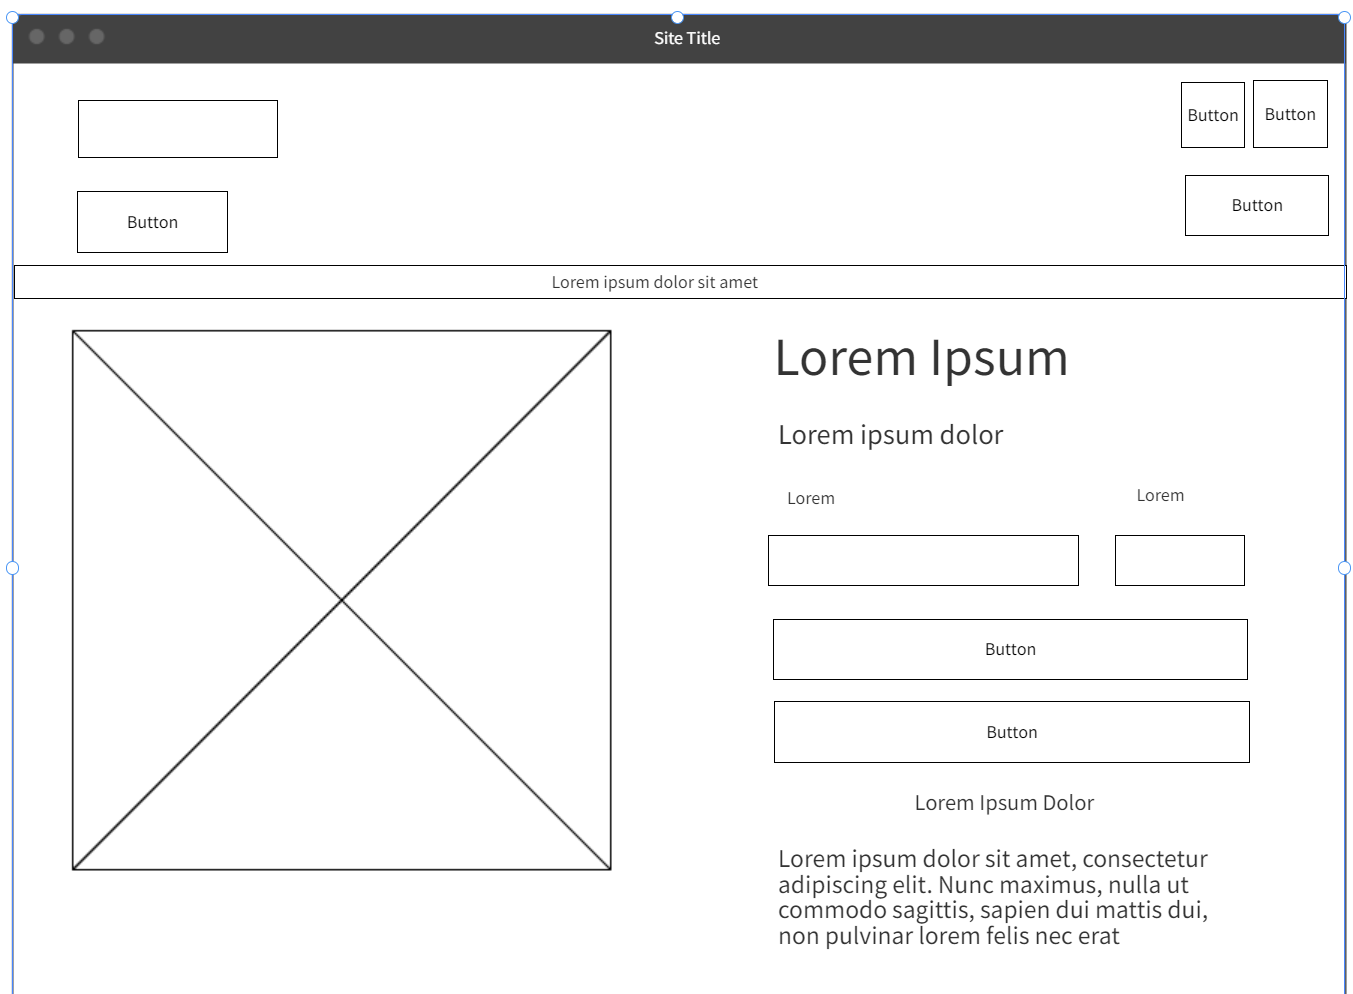 Site Title
Button
Button
Button
Button
Lorem ipsum dolor sit amet
Lorem Ipsum
Lorem ipsum dolor
Lorem
Lorem
Button
Button
Lorem Ipsum Dolor
Lorem ipsum dolor sit amet, consectetur
adipiscing elit. Nunc maximus, nulla ut
commodo sagittis, sapien dui mattis dui,
non pulvinar lorem felis nec erat